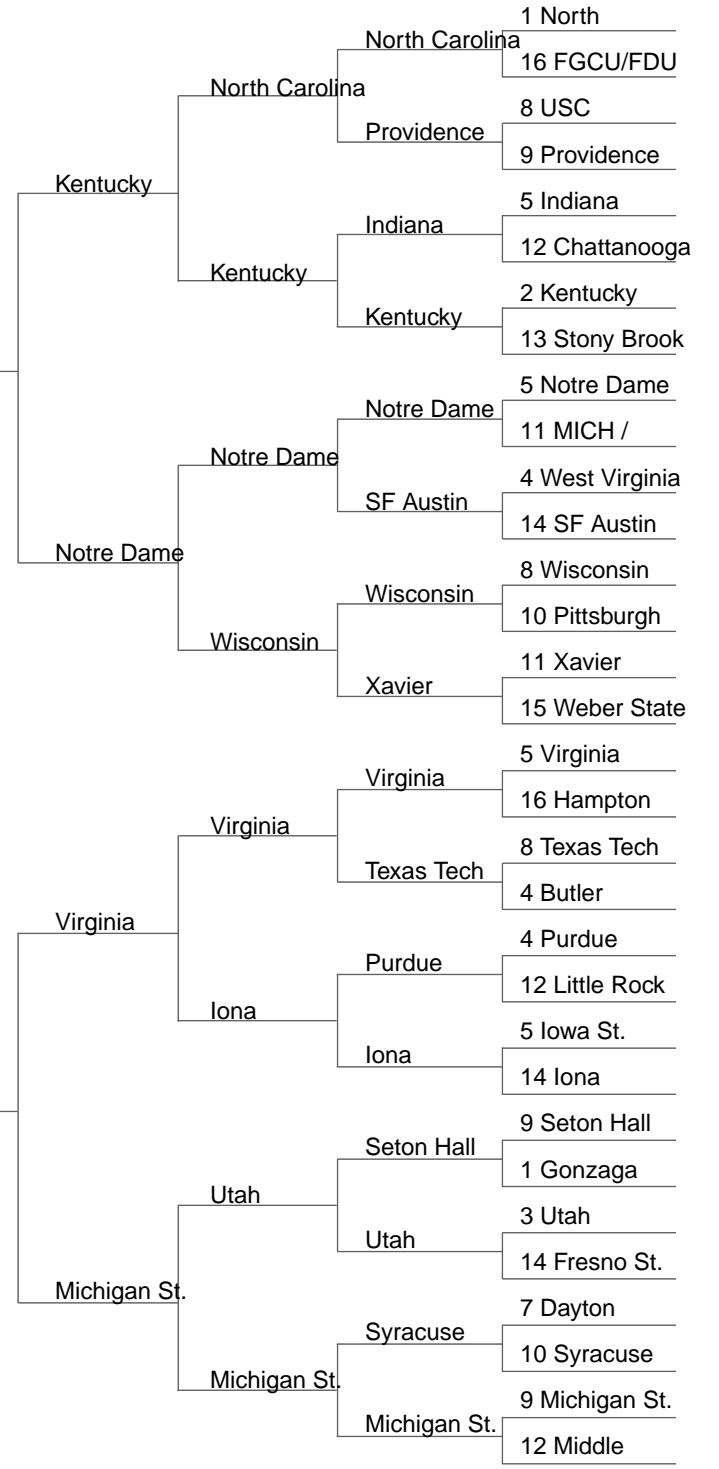 1 North
North Carolina
16 FGCU/FDU
North Carolina
8 USC
Providence
9 Providence
Kentucky
5 Indiana
Indiana
12 Chattanooga
Kentucky
2 Kentucky
Kentucky
13 Stony Brook
5 Notre Dame
Notre Dame
11 MICH /
Notre Dame
4 West Virginia
SF Austin
14 SF Austin
Notre Dame
8 Wisconsin
Wisconsin
10 Pittsburgh
Wisconsin
11 Xavier
Xavier
15 Weber State
5 Virginia
Virginia
16 Hampton
Virginia
8 Texas Tech
Texas Tech
4 Butler
Virginia
4 Purdue
Purdue
12 Little Rock
Iona
5 Iowa St.
Iona
14 Iona
9 Seton Hall
Seton Hall
1 Gonzaga
Utah
3 Utah
Utah
14 Fresno St.
Michigan St.
7 Dayton
Syracuse
10 Syracuse
Michigan St.
9 Michigan St.
Michigan St.
12 Middle